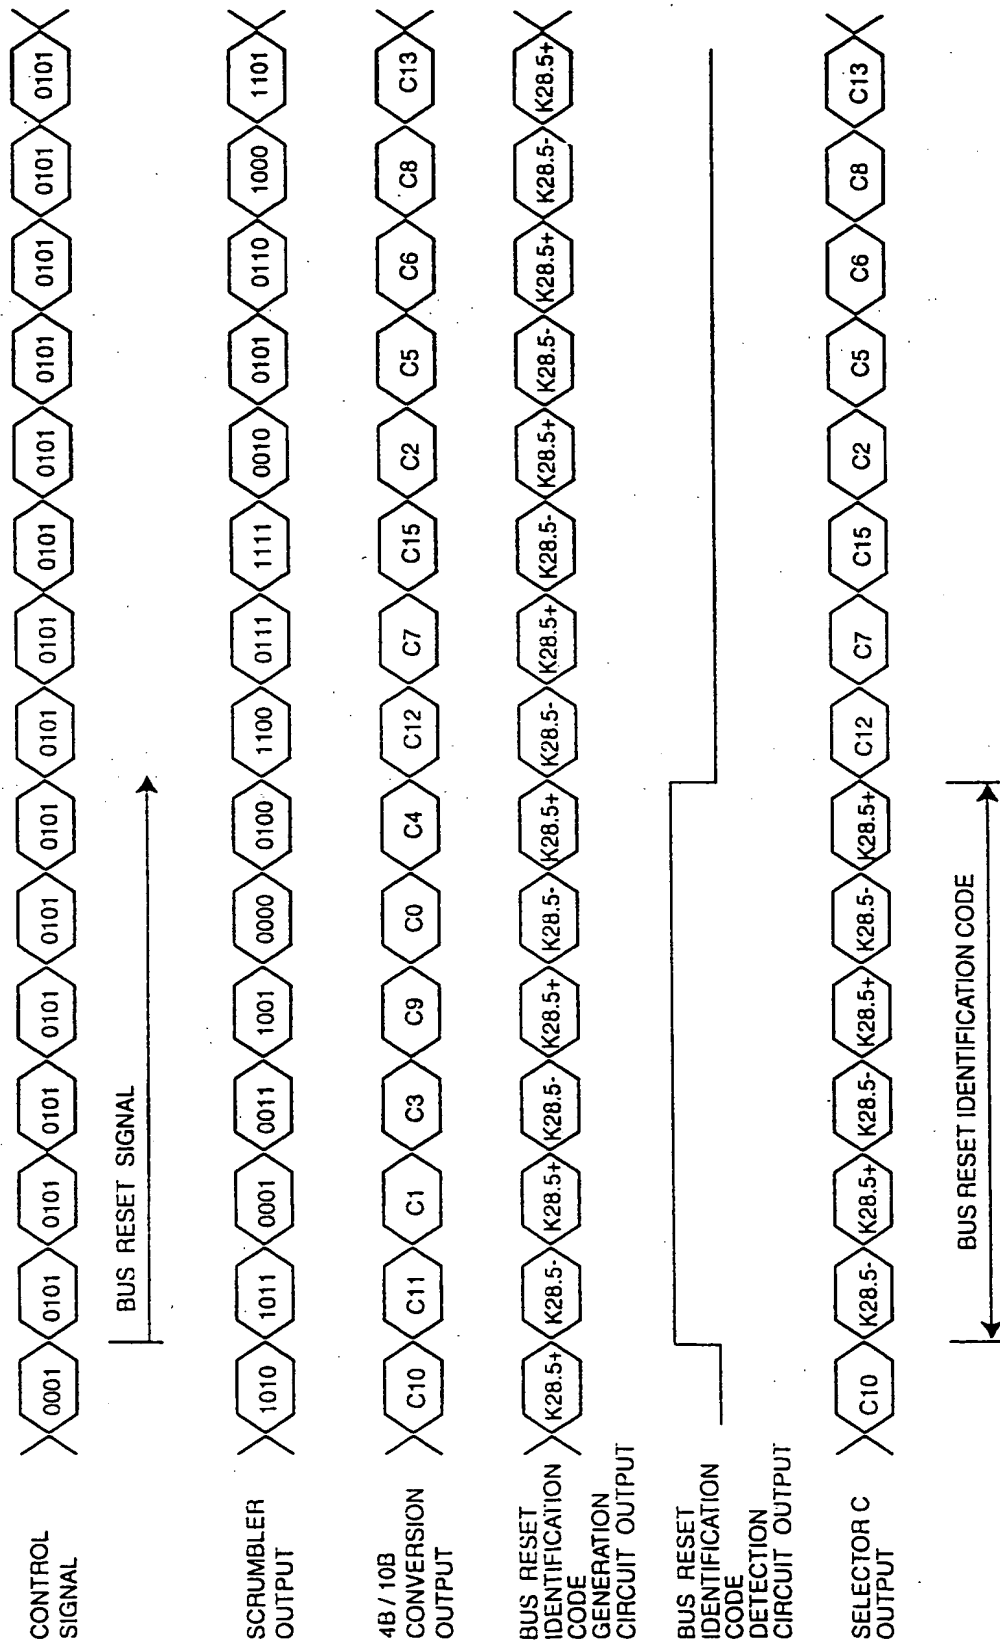 CONTROL
SIGNAL
0001 0101 0101 0101 0101 0101 0101 0101 0101 0101 0101 0101 0101 0101 0101
BUS RESET SIGNAL
SCRUMBLER
OUTPUT
1010 1011 0001 0011 1001 0000 0100 1100 0111 1111 0010 0101 0110 1000 1101
4B / 10B
CONVERSION
OUTPUT
C10 C11 C1 C3 C9 C0 C4 C12 C7 C15 C2 C5 C6 C8 C13
BUS RESET
IDENTIFICATION
CODE
GENERATION
CIRCUIT OUTPUT
K28.5+ K28.5- K28.5+ K28.5- K28.5+ K28.5- K28.5+ K28.5- K28.5+ K28.5- K28.5+ K28.5- K28.5+ K28.5- K28.5+
BUS RESET
IDENTIFICATION
CODE
DETECTION
CIRCUIT OUTPUT
SELECTOR C
OUTPUT
C10 K28.5- K28.5+ K28.5- K28.5+ K28.5- K28.5+ C12 C7 C15 C2 C5 C6 C8 C13
BUS RESET IDENTIFICATION CODE